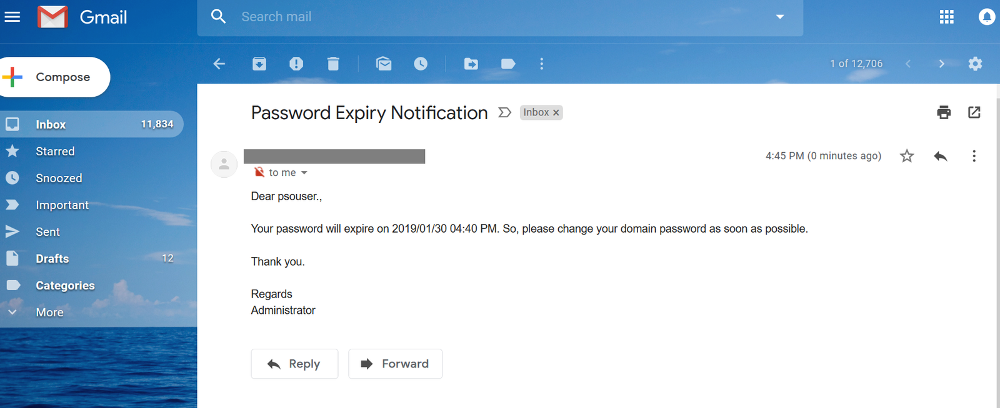 Gmail
Search mail
Compose
1 of 12,706
Inbox 11,834
Starred
Snoozed
Important
Sent
Drafts 12
Categories
More
Password Expiry Notification Inbox ×
4:45 PM (0 minutes ago)
to me
Dear psouser.,
Your password will expire on 2019/01/30 04:40 PM. So, please change your domain password as soon as possible.
Thank you.
Regards
Administrator
Reply Forward